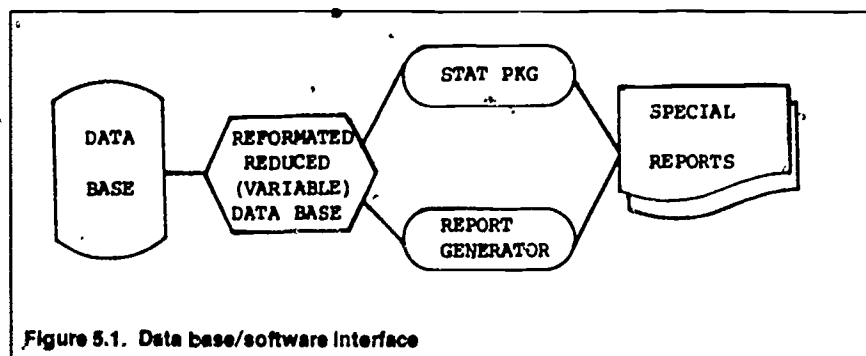 DATA
BASE
REFORMATED
REDUCED
(VARIABLE)
DATA BASE
STAT PKG
REPORT
GENERATOR
SPECIAL
REPORTS
Figure 5.1. Data base/software interface